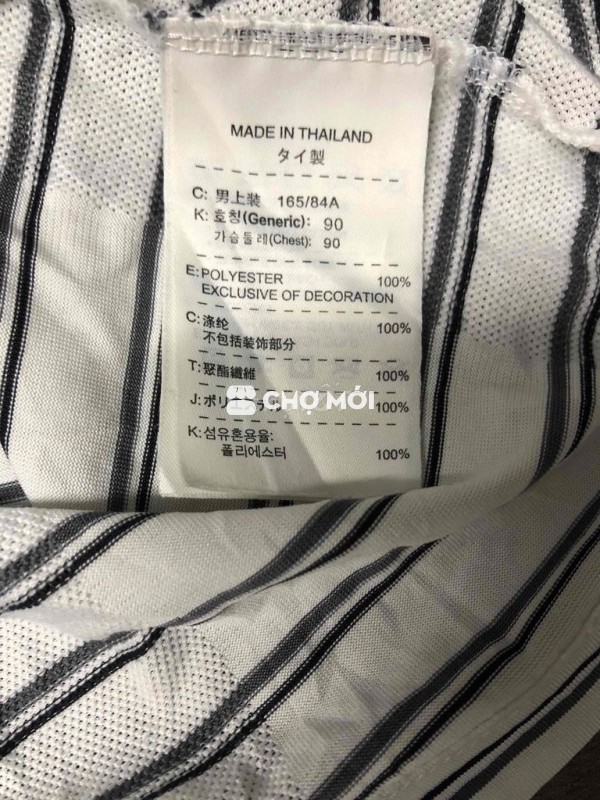 MADE IN THAILAND
タイ製
C: 男上裝 165/84A
K: 호칭(Generic): 90
가슴둘레(Chest): 90
E: POLYESTER 100%
EXCLUSIVE OF DECORATION
C: 涤纶 100%
不包括装饰部分
T: 聚酯纖維 100%
CHỢ MỚI
J: 100%
K: 섬유혼용율:
폴리에스터 100%